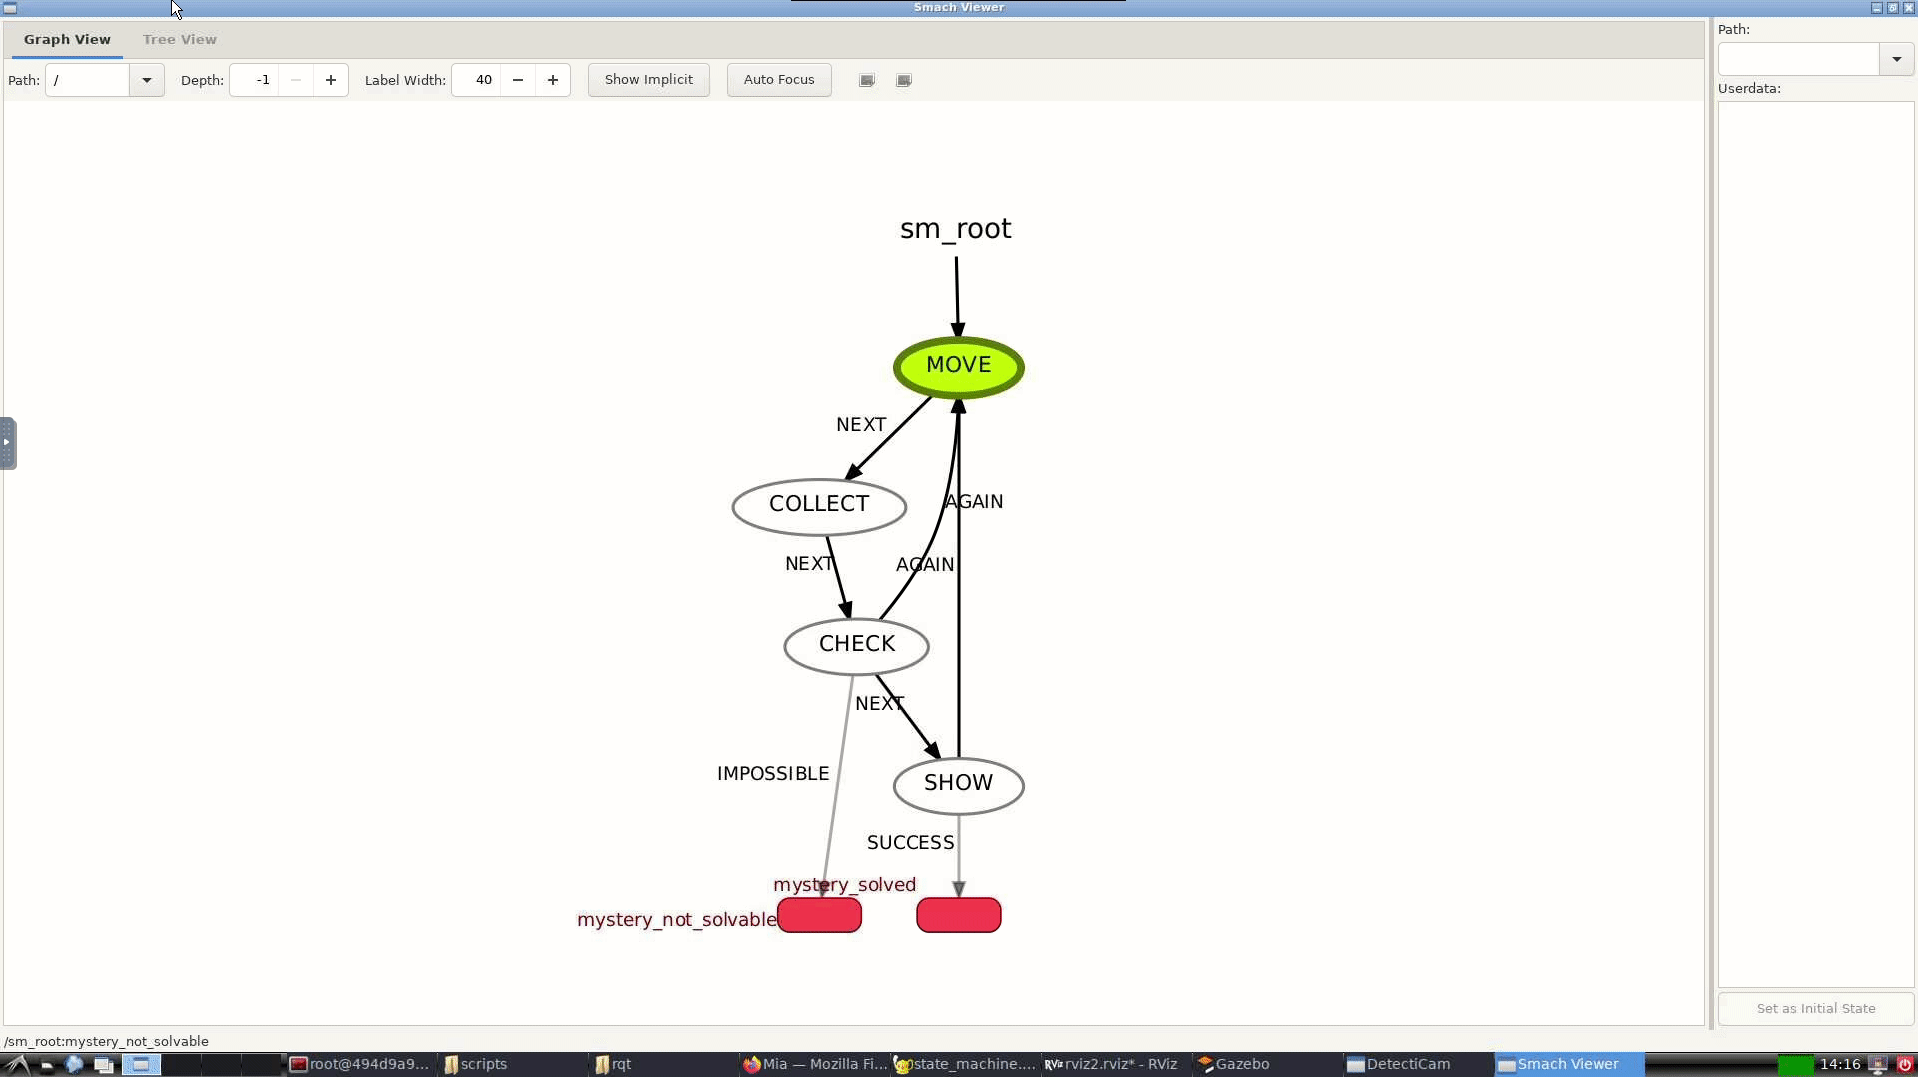 Smach Viewer
Graph View
Tree View
Path: /
Depth: -1
Label Width: 40
Show Implicit
Auto Focus
Path:
Userdata:
sm_root
MOVE
NEXT
COLLECT
AGAIN
NEXT
AGAIN
CHECK
NEXT
IMPOSSIBLE
SHOW
SUCCESS
mystery_solved
mystery_not_solvable
Set as Initial State
/sm_root:mystery_not_solvable
root@494d9a9...
scripts
rqt
Mia — Mozilla Fi...
state_machine....
RViz rviz2.rviz* - RViz
Gazebo
DetectiCam
Smach Viewer
14:16